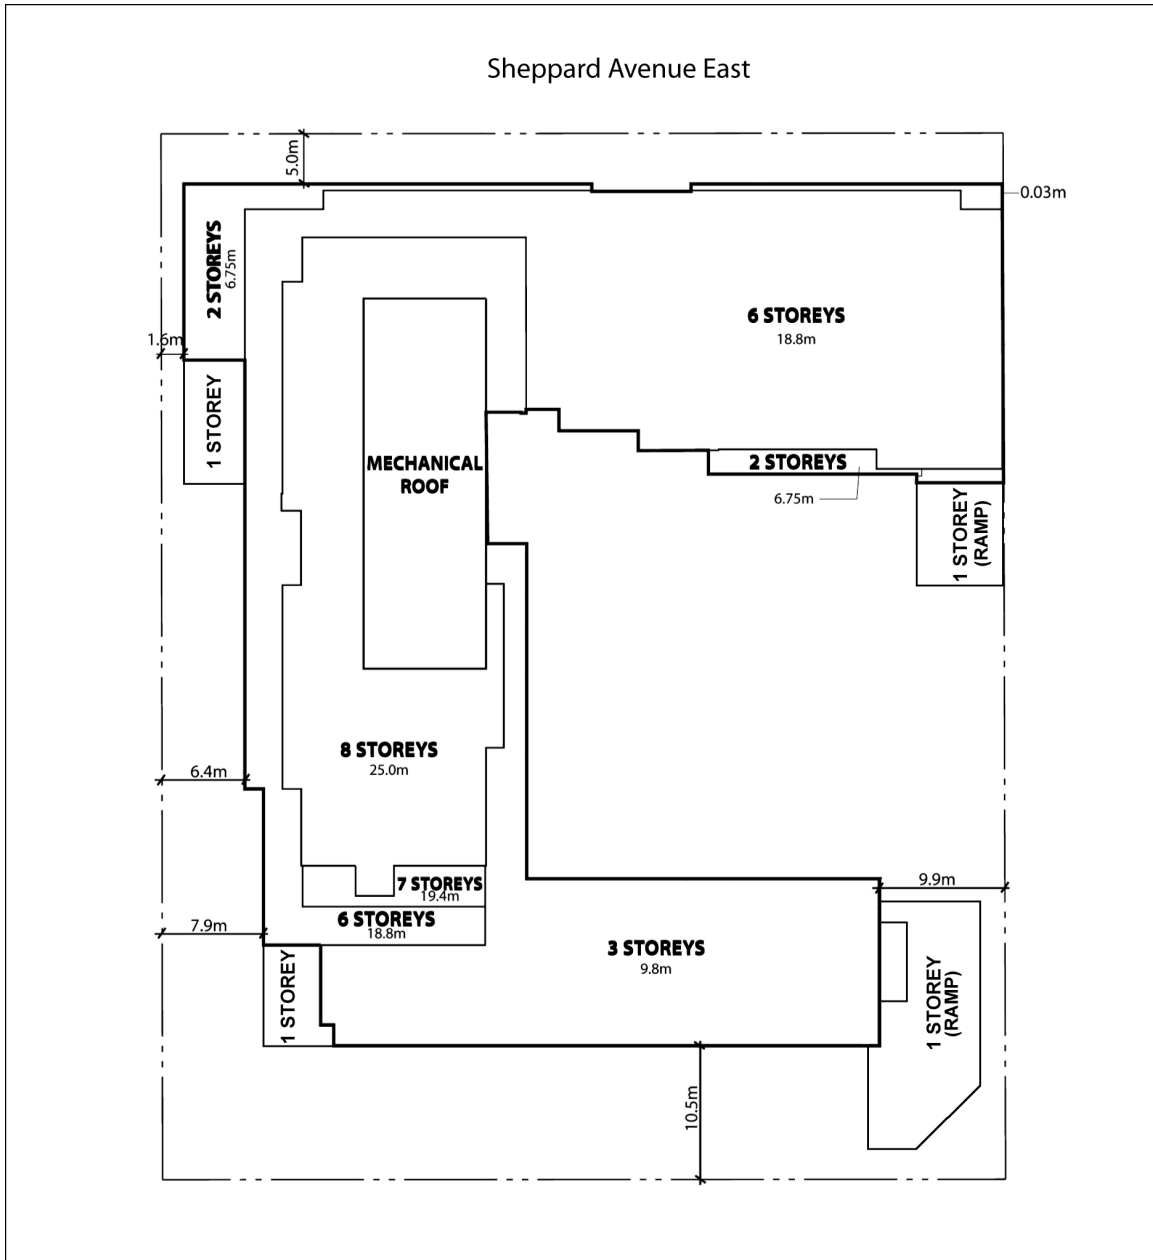 Sheppard Avenue East
5.0m
0.03m
2 STOREYS
6.75m
6 STOREYS
18.8m
1.6m
1 STOREY
MECHANICAL
ROOF
2 STOREYS
6.75m
1 STOREY
(RAMP)
8 STOREYS
25.0m
6.4m
7 STOREYS
19.4m
9.9m
7.9m
6 STOREYS
18.8m
3 STOREYS
9.8m
1 STOREY
1 STOREY
(RAMP)
10.5m